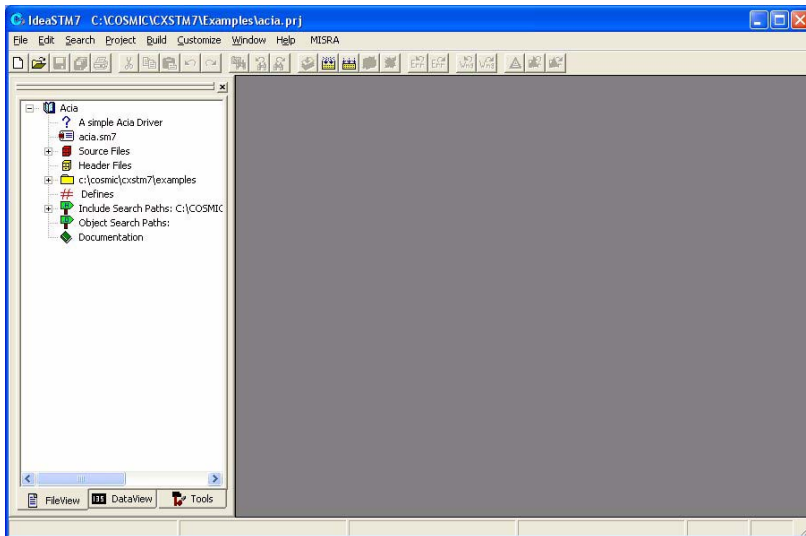 IdeaSTM7 C:\COSMIC\CXSTM7\Examples\acia.prj
File Edit Search Project Build Customize Window Help MISRA
Acia
A simple Acia Driver
acia.sm7
Source Files
Header Files
c:\cosmic\cxstm7\examples
Defines
Include Search Paths: C:\COSMIC
Object Search Paths:
Documentation
FileView DataView Tools